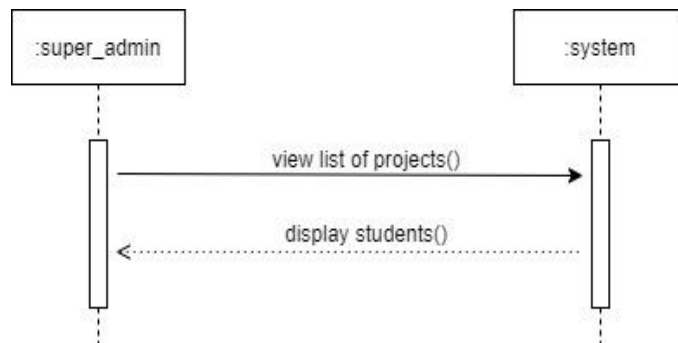 :super_admin
:system
view list of projects()
display students()